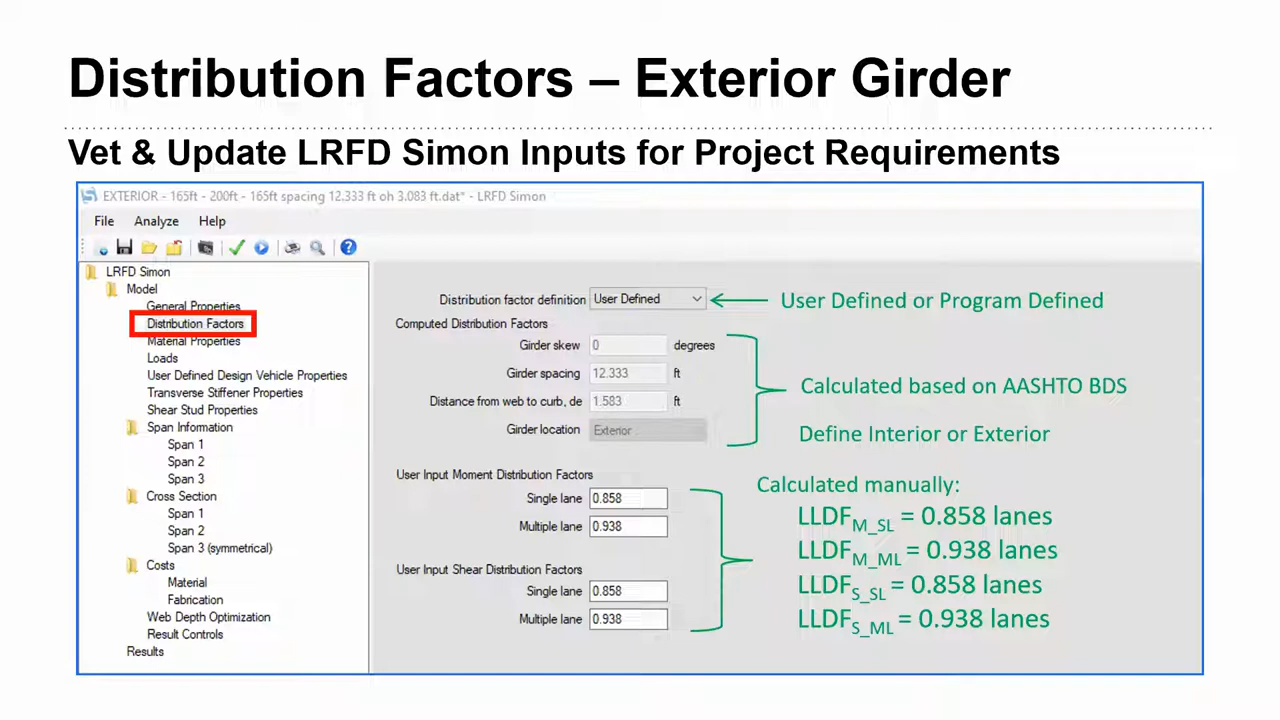 Distribution Factors – Exterior Girder
Vet & Update LRFD Simon Inputs for Project Requirements
EXTERIOR - 165ft - 200ft - 165ft spacing 12.333 ft oh 3.083 ft.dat* - LRFD Simon
File Analyze Help
LRFD Simon
Model
General Properties
Distribution Factors
Material Properties
Loads
User Defined Design Vehicle Properties
Transverse Stiffener Properties
Shear Stud Properties
Span Information
Span 1
Span 2
Span 3
Cross Section
Span 1
Span 2
Span 3 (symmetrical)
Costs
Material
Fabrication
Web Depth Optimization
Result Controls
Results
Distribution factor definition User Defined
Computed Distribution Factors
Girder skew 0 degrees
Girder spacing 12.333 ft
Distance from web to curb, de 1.583 ft
Girder location Exterior
User Input Moment Distribution Factors
Single lane 0.858
Multiple lane 0.938
User Input Shear Distribution Factors
Single lane 0.858
Multiple lane 0.938
User Defined or Program Defined
Calculated based on AASHTO BDS
Define Interior or Exterior
Calculated manually:
LLDFM_SL = 0.858 lanes
LLDFM_ML = 0.938 lanes
LLDFS_SL = 0.858 lanes
LLDFS_ML = 0.938 lanes